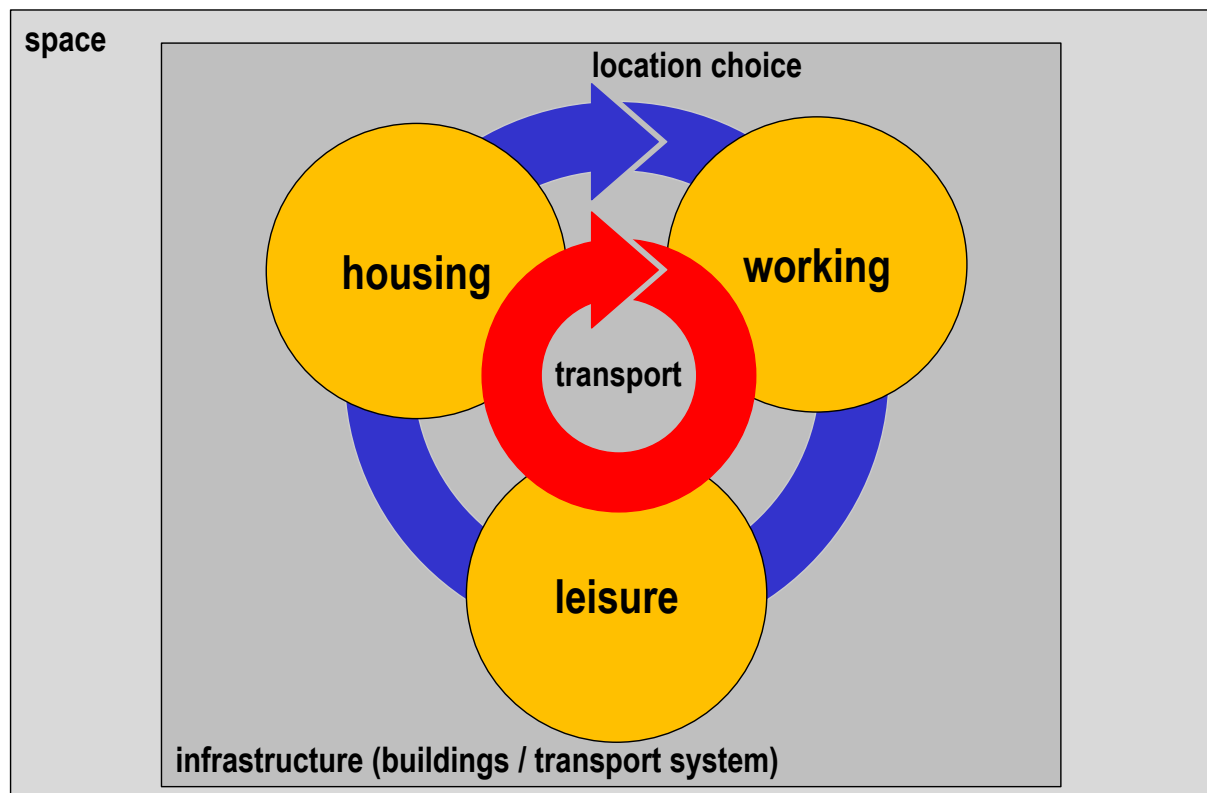 space
location choice
housing
working
transport
leisure
infrastructure (buildings / transport system)